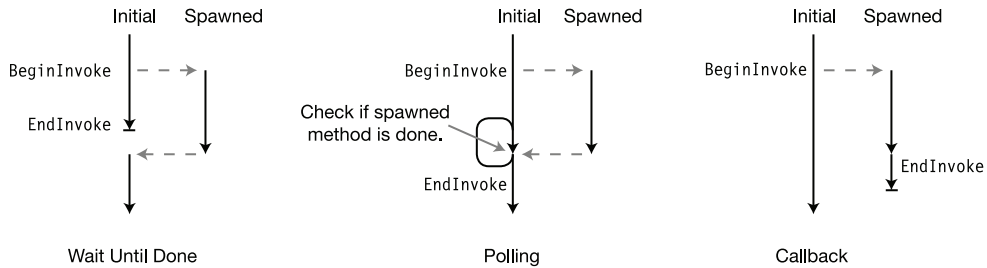 Initial Spawned
BeginInvoke
EndInvoke
Wait Until Done
Initial Spawned
BeginInvoke
Check if spawned
method is done.
EndInvoke
Polling
Initial Spawned
BeginInvoke
EndInvoke
Callback